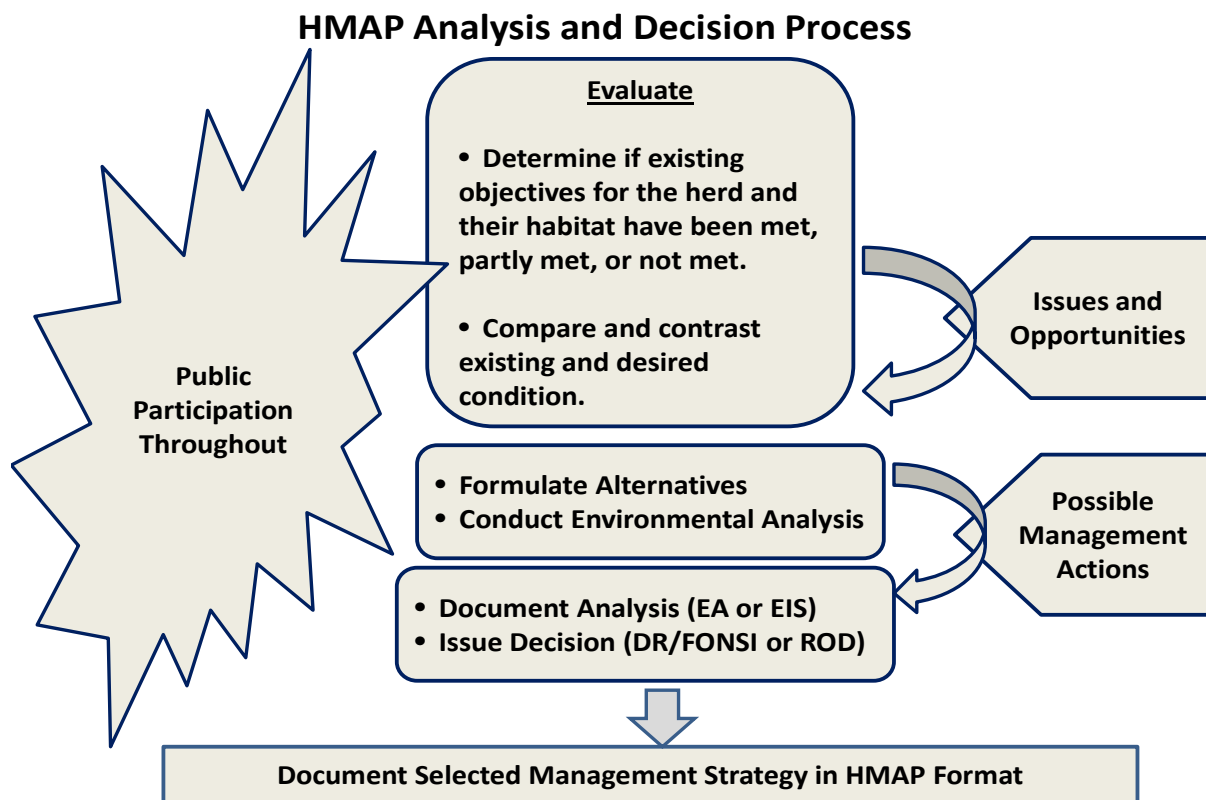 HMAP Analysis and Decision Process
Evaluate
• Determine if existing
objectives for the herd and
their habitat have been met,
partly met, or not met.
• Compare and contrast
existing and desired
condition.
Issues and
Opportunities
Public
Participation
Throughout
• Formulate Alternatives
• Conduct Environmental Analysis
Possible
Management
Actions
• Document Analysis (EA or EIS)
• Issue Decision (DR/FONSI or ROD)
Document Selected Management Strategy in HMAP Format